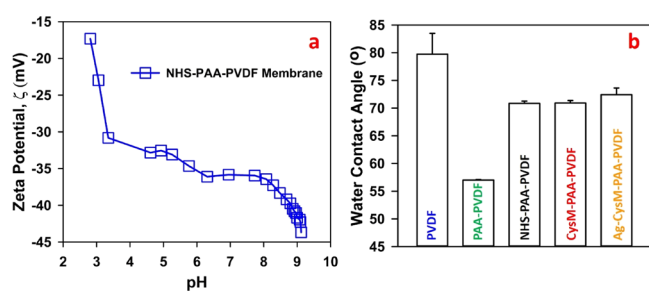 a
NHS-PAA-PVDF Membrane
Zeta Potential, ζ (mV)
-15
-20
-25
-30
-35
-40
-45
2 3 4 5 6 7 8 9 10
pH
b
Water Contact Angle (º)
85
80
75
70
65
60
55
50
45
PVDF
PAA-PVDF
NHS-PAA-PVDF
CysM-PAA-PVDF
Ag-CysM-PAA-PVDF